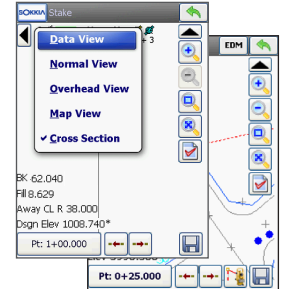 SOKKIA Stake
Data View
+ 3
EDM
Normal View
Overhead View
Map View
✓ Cross Section
BK 62.040
Fill 8.629
Away CL R 38.000
Dsgn Elev 1008.740*
Pt: 1+00.000
Pt: 0+25.000